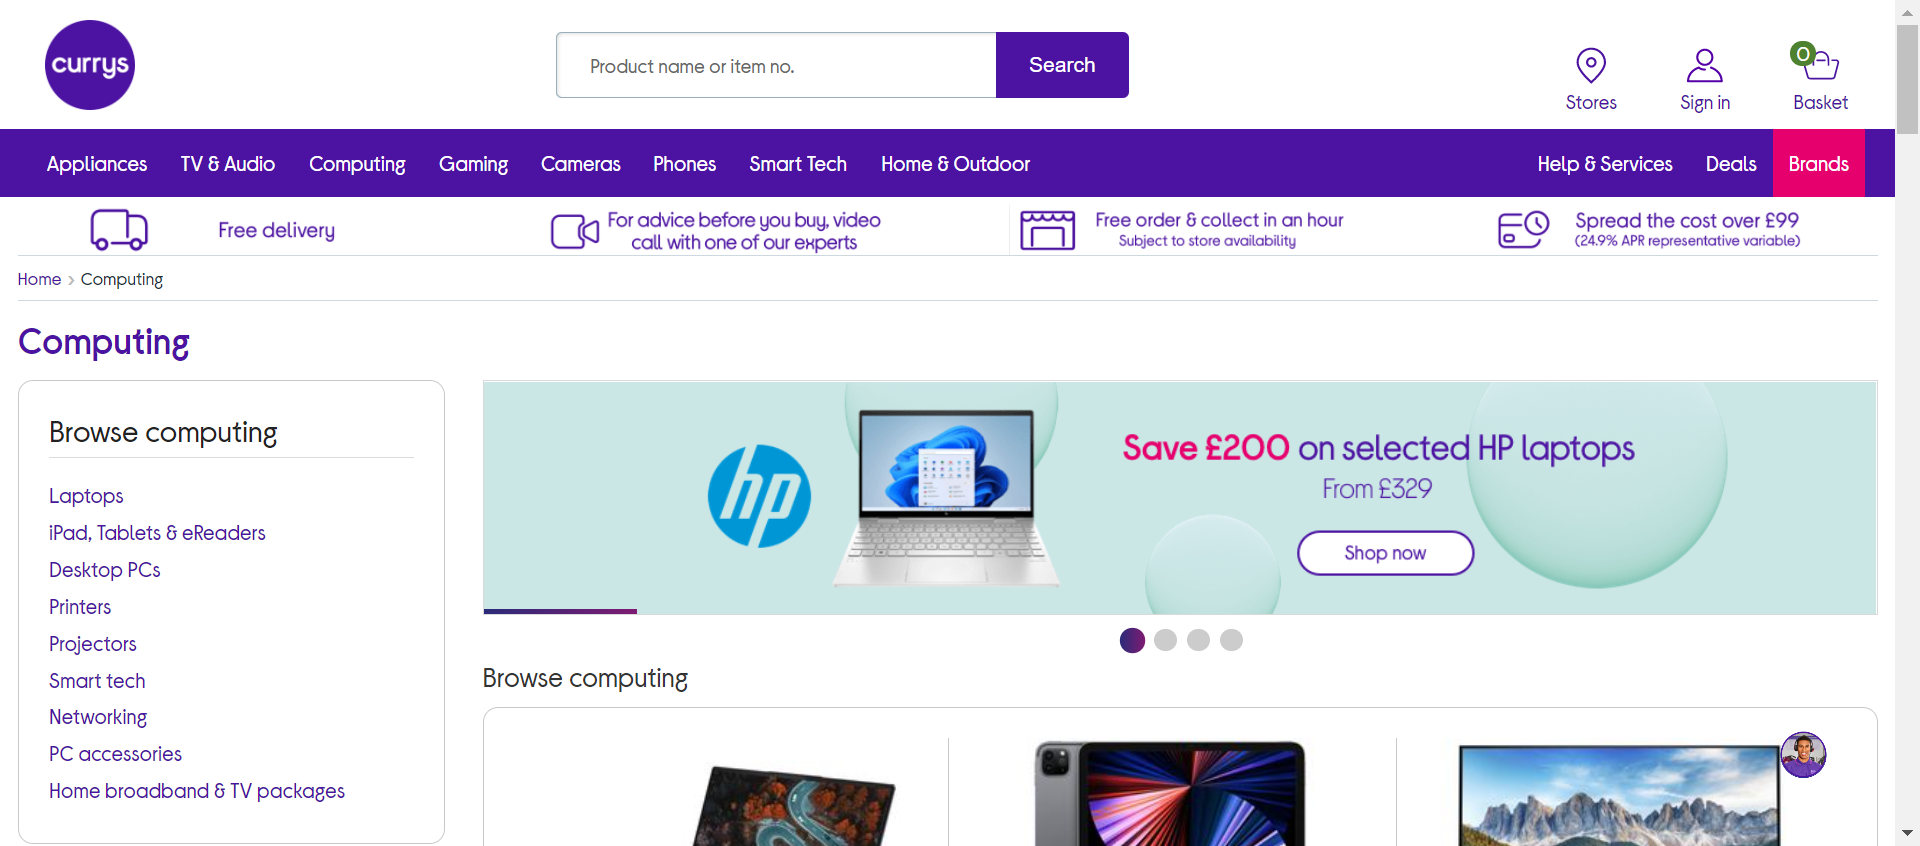 currys
Product name or item no.
Search
Stores
Sign in
0
Basket
Appliances
TV & Audio
Computing
Gaming
Cameras
Phones
Smart Tech
Home & Outdoor
Help & Services
Deals
Brands
Free delivery
For advice before you buy, video
call with one of our experts
Free order & collect in an hour
Subject to store availability
Spread the cost over £99
(24.9% APR representative variable)
Home › Computing
Computing
Browse computing
Laptops
iPad, Tablets & eReaders
Desktop PCs
Printers
Projectors
Smart tech
Networking
PC accessories
Home broadband & TV packages
hp
Save £200 on selected HP laptops
From £329
Shop now
Browse computing